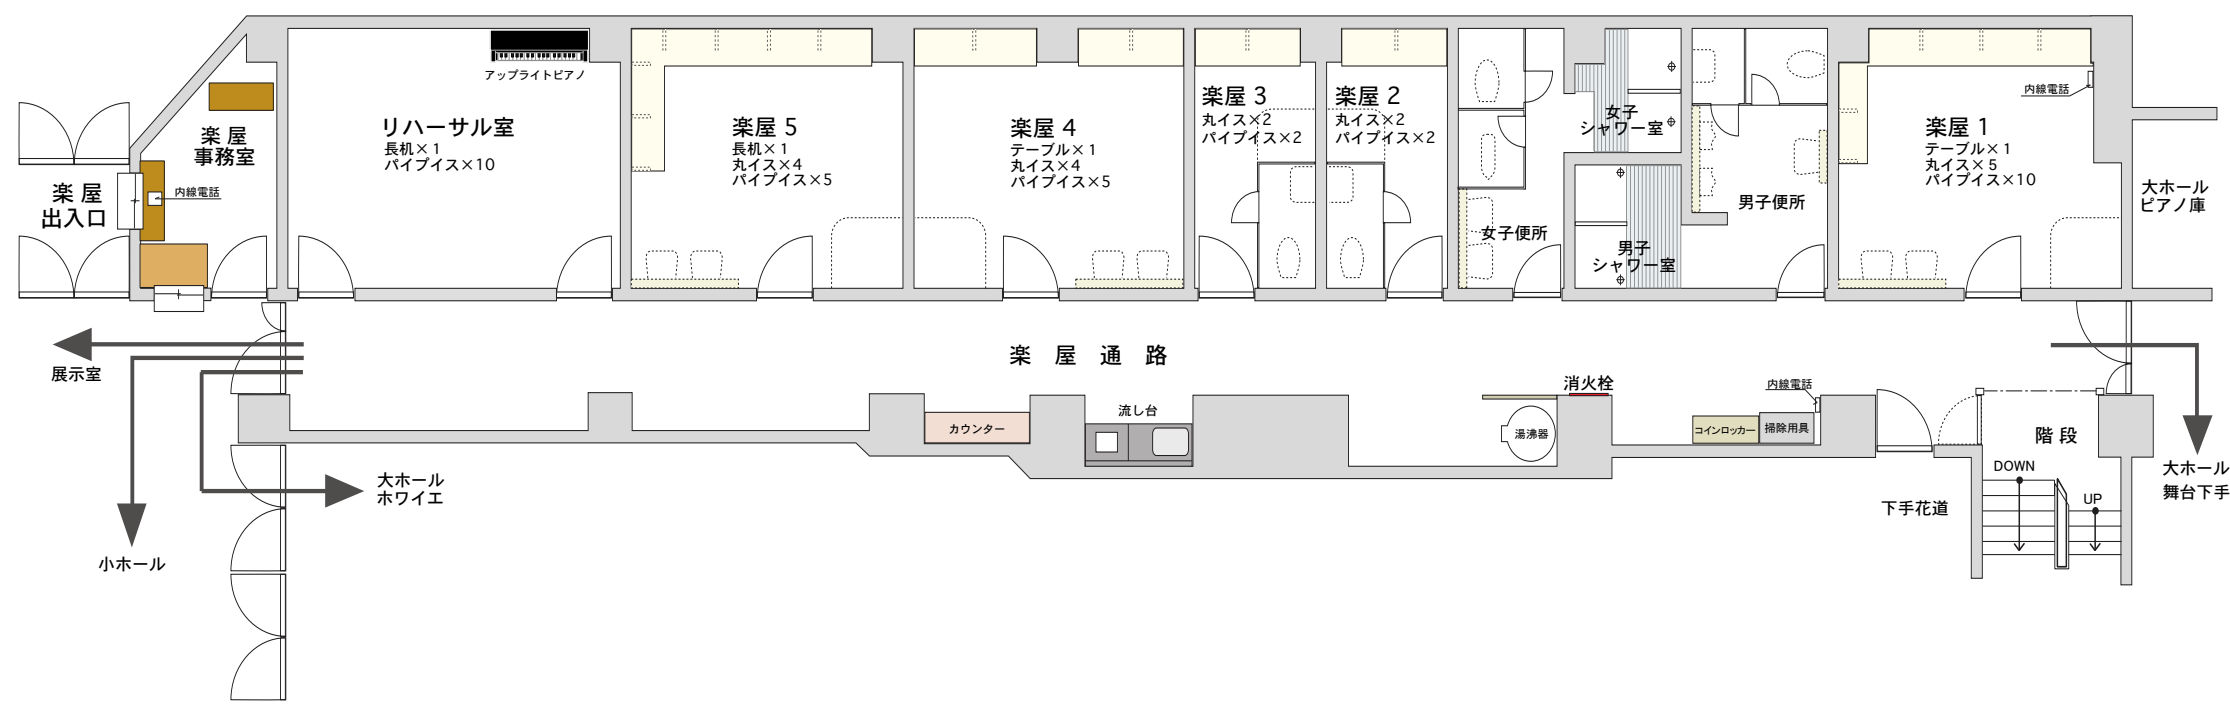 アップライトピアノ
楽 屋
事務室
内線電話
楽 屋
出入口
リハーサル室
長机×1
パイプイス×10
楽屋 5
長机×1
丸イス×4
パイプイス×5
楽屋 4
テーブル×1
丸イス×4
パイプイス×5
楽屋 3
丸イス×2
パイプイス×2
楽屋 2
丸イス×2
パイプイス×2
女子
シャワー室
女子便所
男子
シャワー室
男子便所
内線電話
楽屋 1
テーブル×1
丸イス×5
パイプイス×10
大ホール
ピアノ庫
楽 屋 通 路
展示室
小ホール
大ホール
ホワイエ
カウンター
流し台
湯沸器
消火栓
コインロッカー
掃除用具
内線電話
階 段
DOWN
UP
下手花道
大ホール
舞台下手